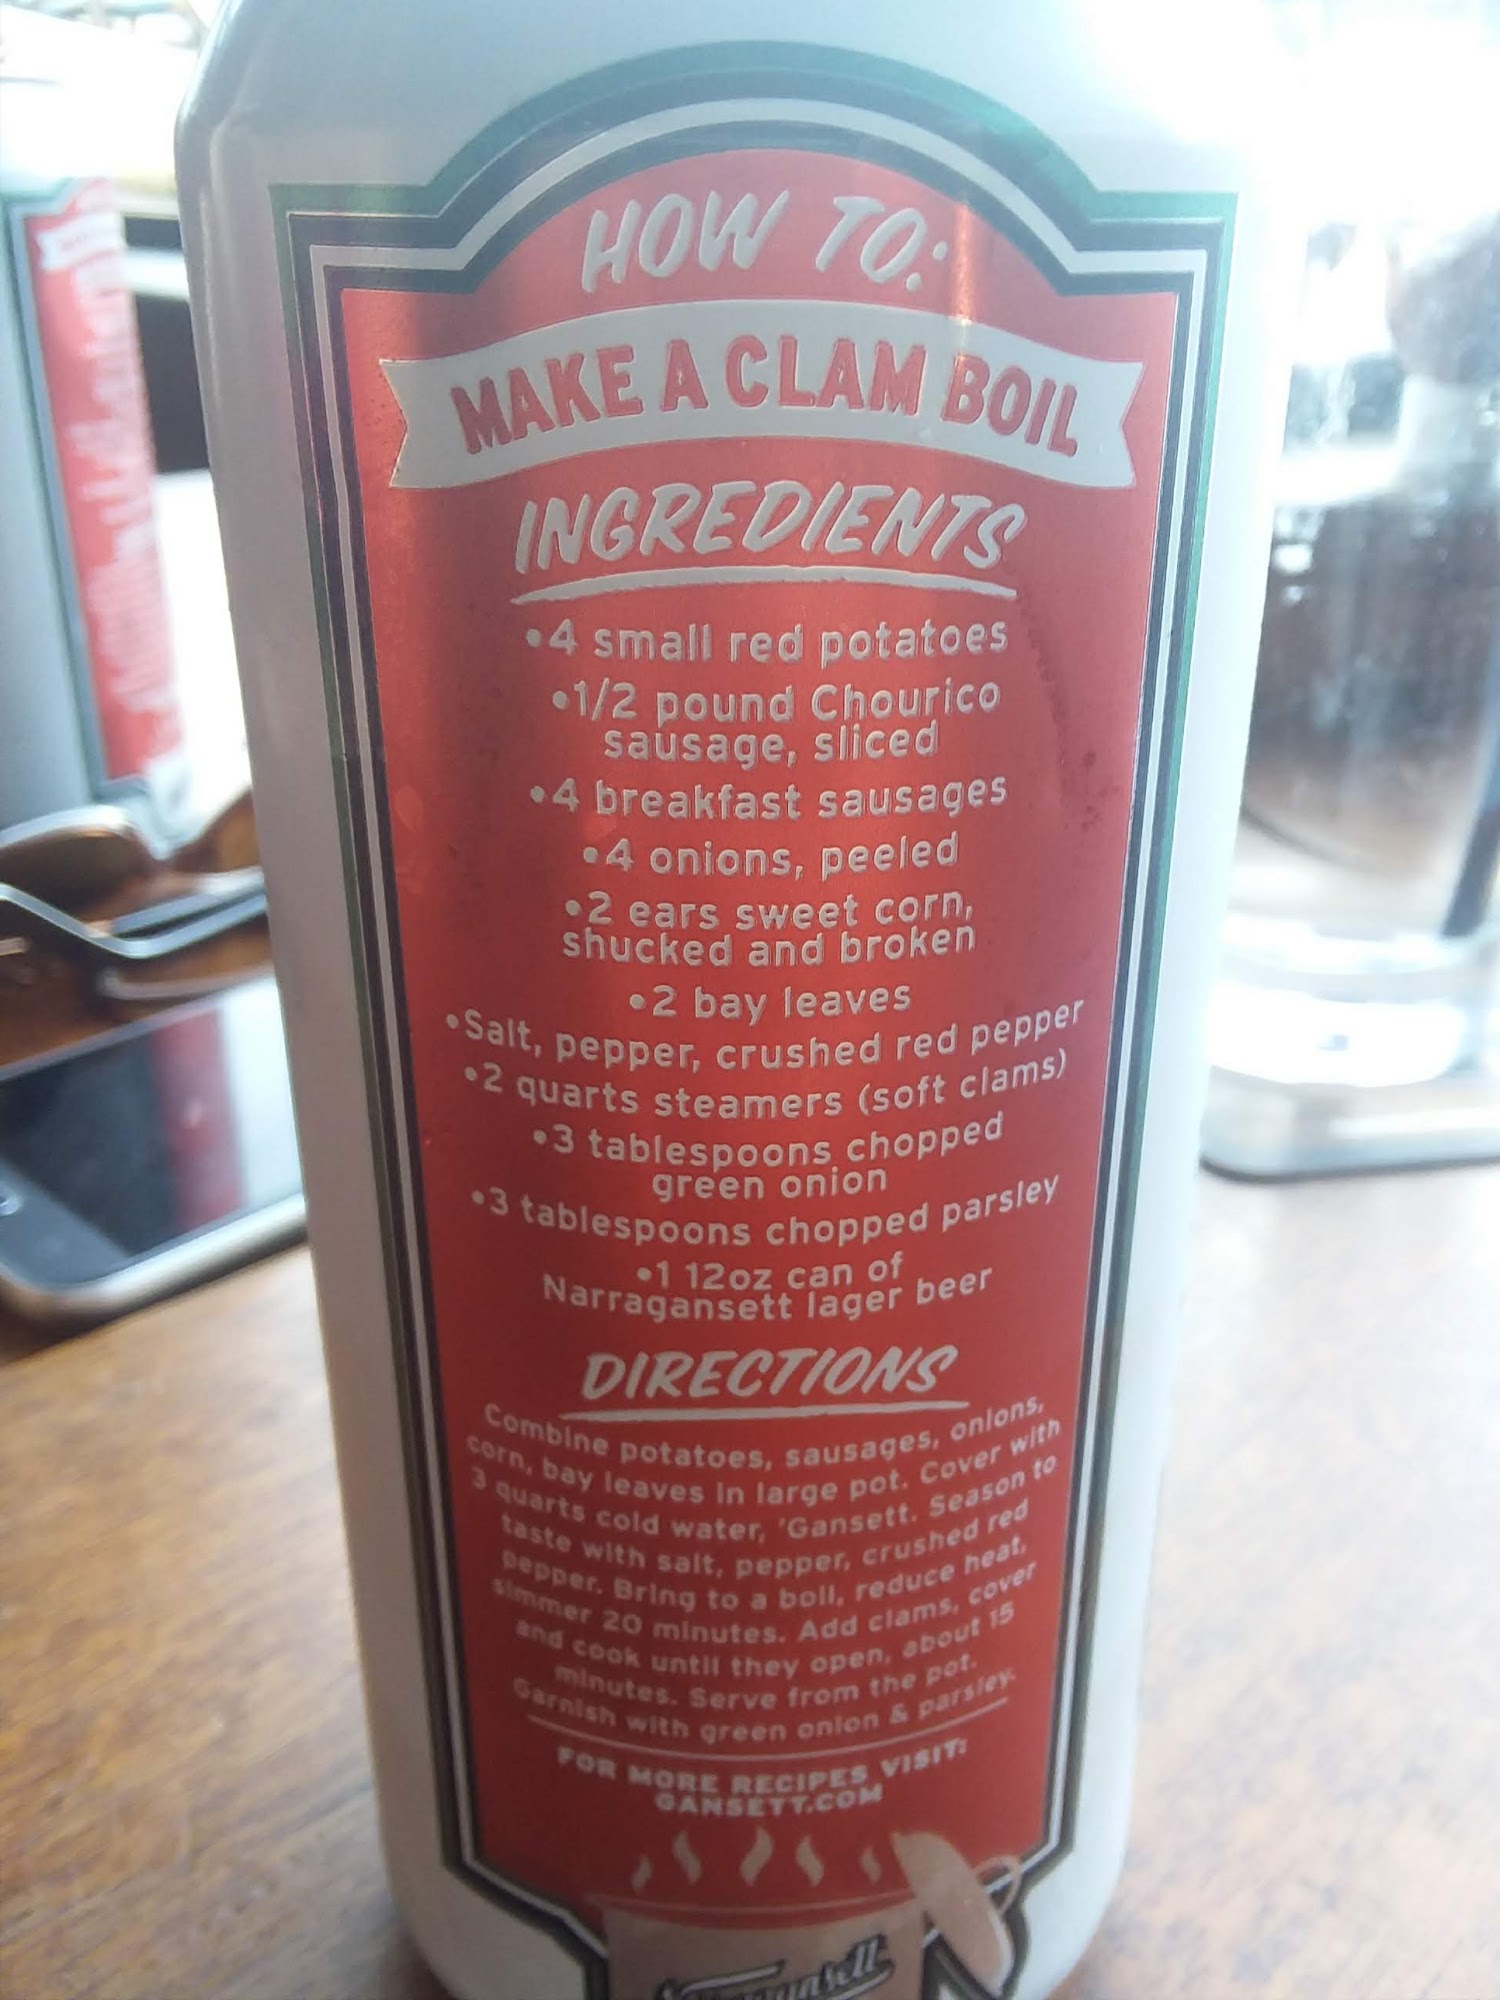 HOW TO:
MAKE A CLAM BOIL
INGREDIENTS
•4 small red potatoes
•1/2 pound Chourico
sausage, sliced
•4 breakfast sausages
•4 onions, peeled
•2 ears sweet corn,
shucked and broken
•2 bay leaves
•Salt, pepper, crushed red pepper
•2 quarts steamers (soft clams)
•3 tablespoons chopped
green onion
•3 tablespoons chopped parsley
•1 12oz can of
Narragansett lager beer
DIRECTIONS
Combine potatoes, sausages, onions,
corn, bay leaves in large pot. Cover with
3 quarts cold water, 'Gansett. Season to
taste with salt, pepper, crushed red
pepper. Bring to a boil, reduce heat,
simmer 20 minutes. Add clams, cover
and cook until they open, about 15
minutes. Serve from the pot.
Garnish with green onion & parsley.
FOR MORE RECIPES VISIT:
GANSETT.COM